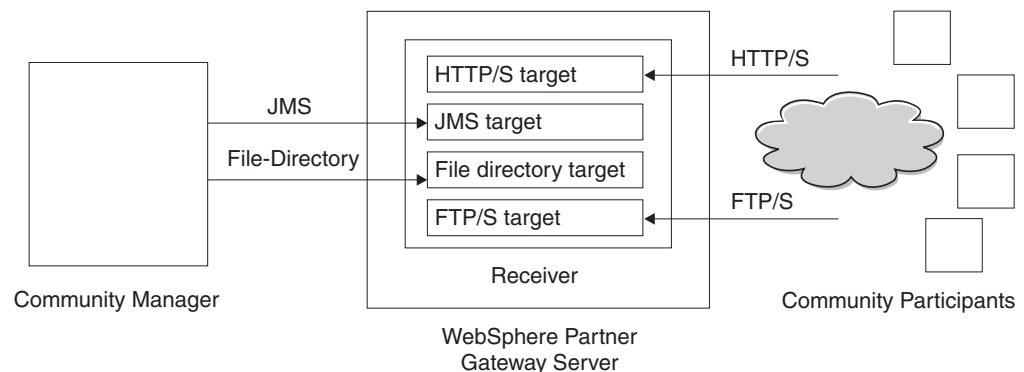 HTTP/S target
HTTP/S
JMS
JMS target
File-Directory
File directory target
FTP/S target
FTP/S
Receiver
Community Manager
Community Participants
WebSphere Partner
Gateway Server